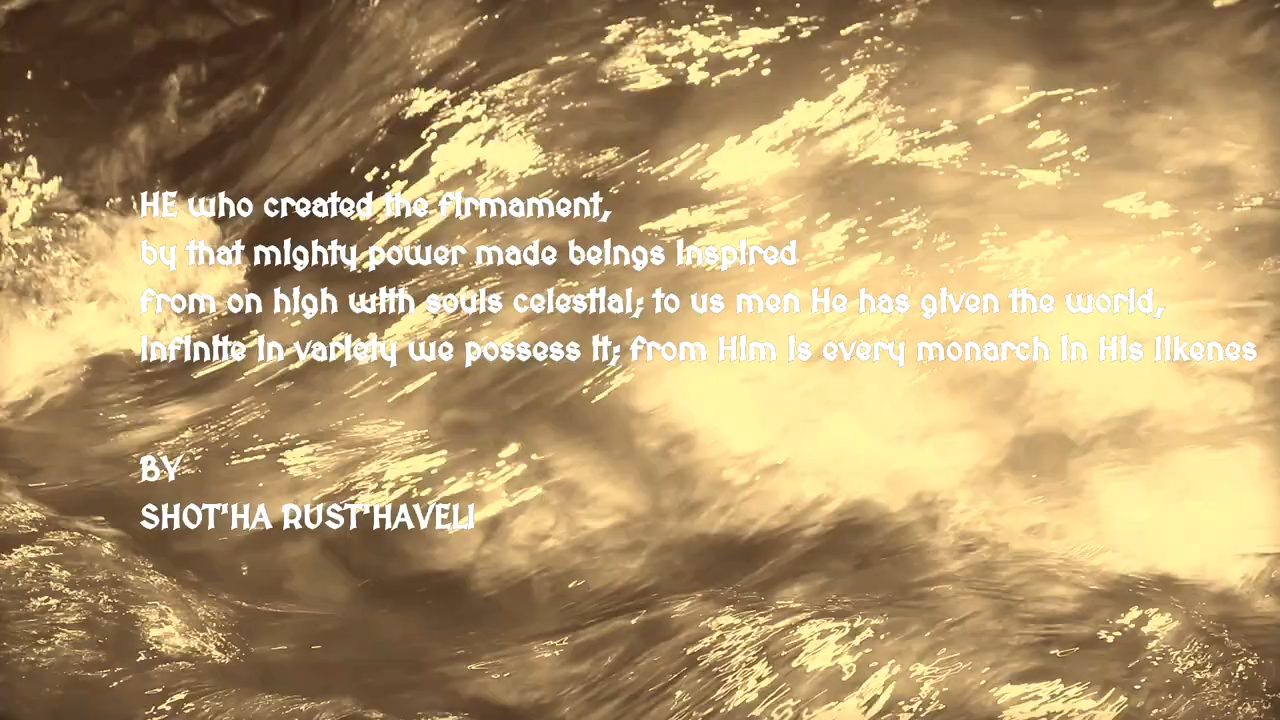 HE who created the firmament,
by that mighty power made beings inspired
from on high with souls celestial; to us men He has given the world,
infinite in variety we possess it; from Him is every monarch in His likenes
BY
SHOT'HA RUST'HAVELI